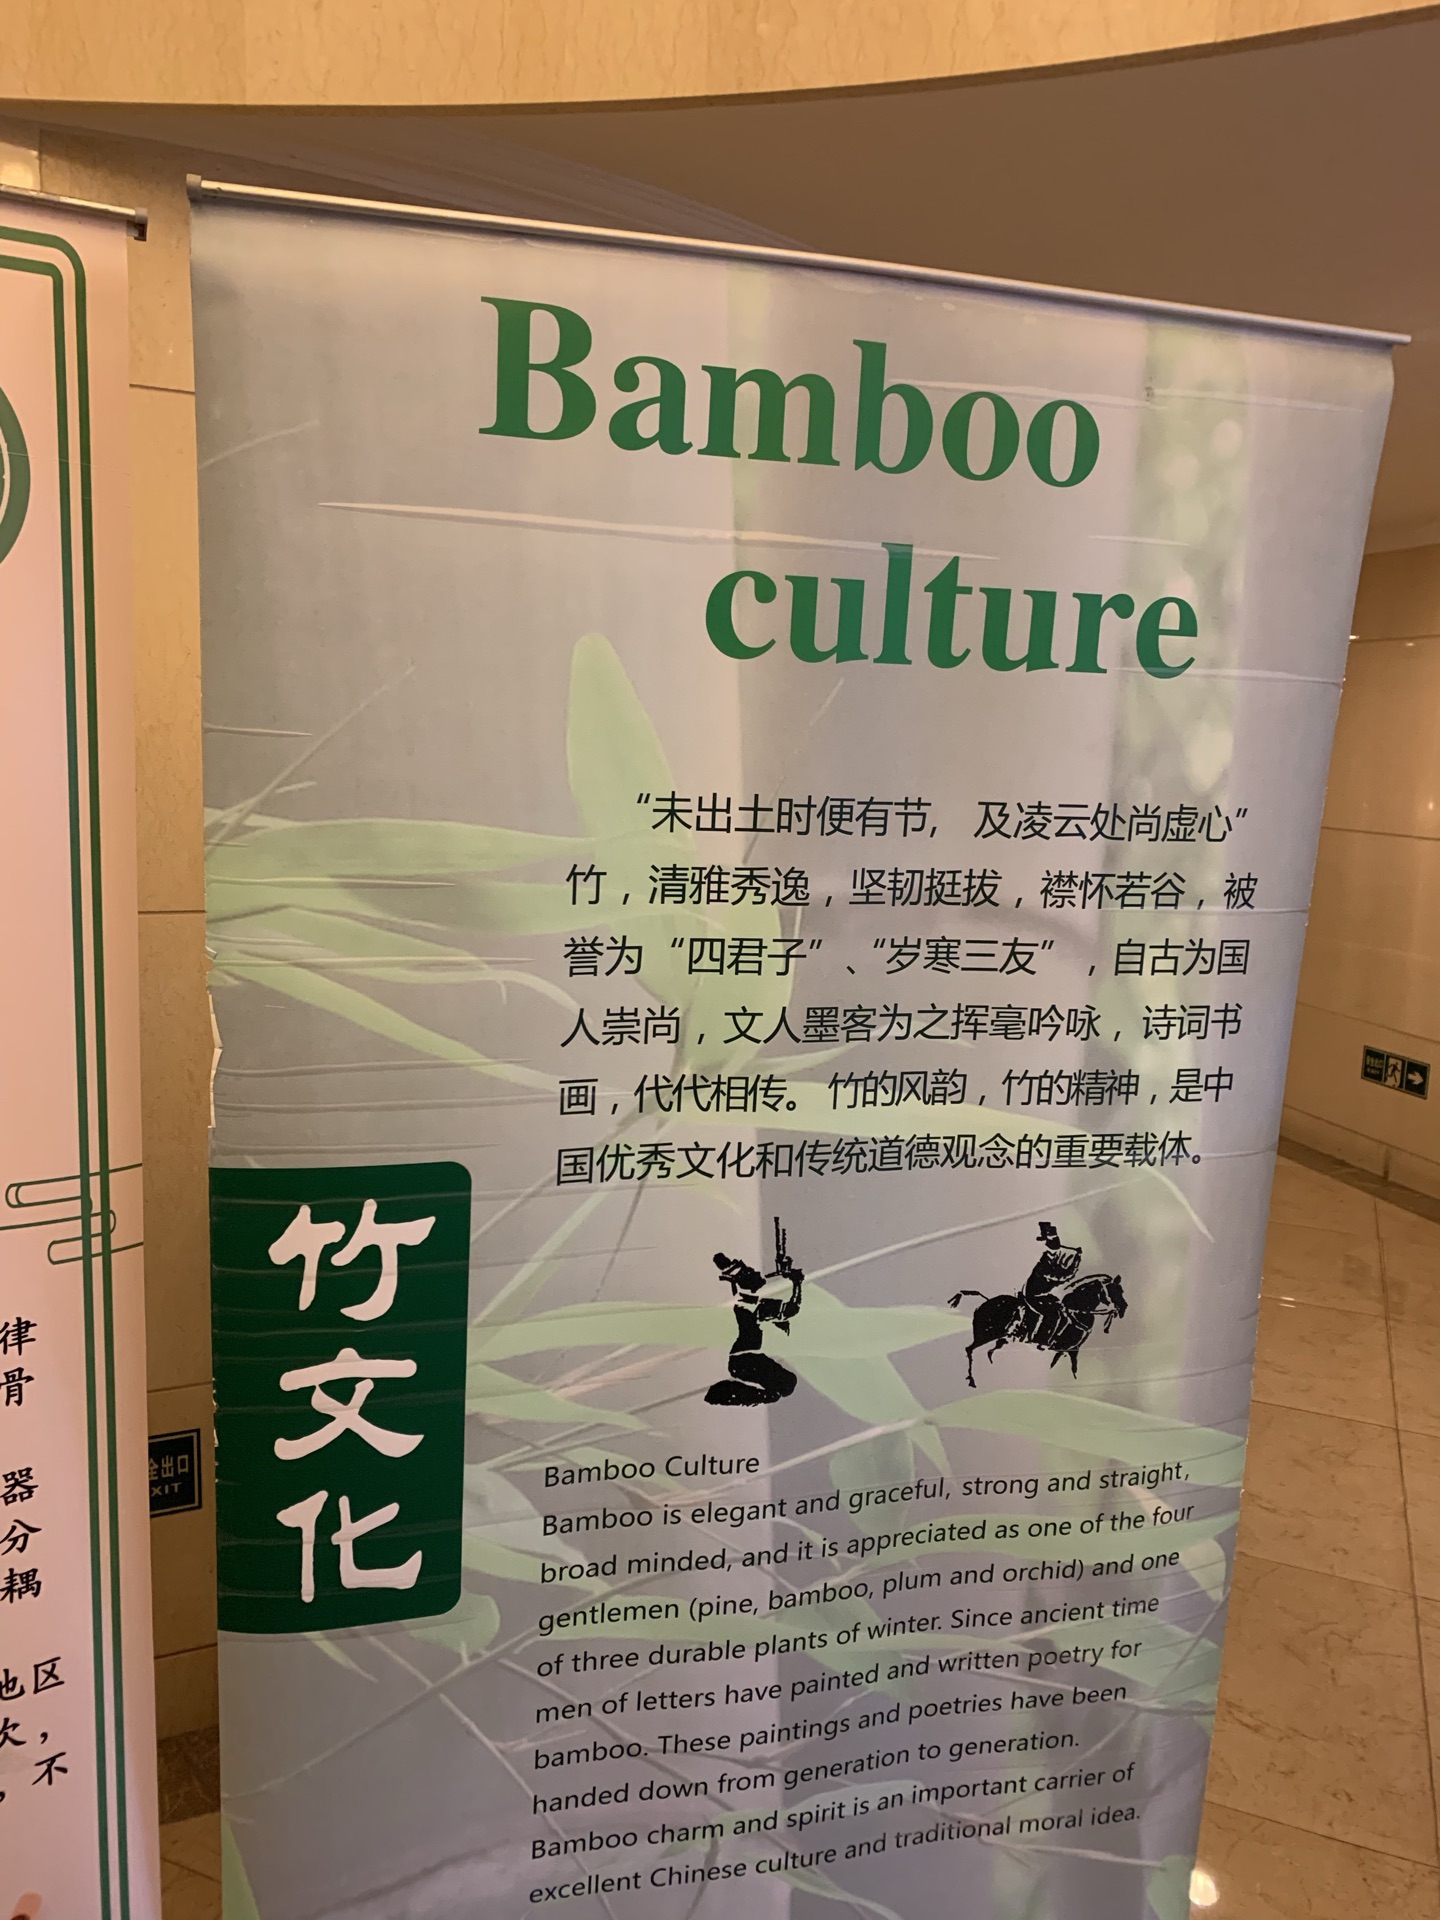 Bamboo
culture
“未出土时便有节, 及凌云处尚虚心”
竹，清雅秀逸，坚韧挺拔，襟怀若谷，被
誉为“四君子”、“岁寒三友”，自古为国
人崇尚，文人墨客为之挥毫吟咏，诗词书
画，代代相传。竹的风韵，竹的精神，是中
国优秀文化和传统道德观念的重要载体。
竹文化
Bamboo Culture
Bamboo is elegant and graceful, strong and straight,
broad minded, and it is appreciated as one of the four
gentlemen (pine, bamboo, plum and orchid) and one
of three durable plants of winter. Since ancient time
men of letters have painted and written poetry for
bamboo. These paintings and poetries have been
handed down from generation to generation.
Bamboo charm and spirit is an important carrier of
excellent Chinese culture and traditional moral idea.
律
骨
器
分
耦
地区
次，
，不
全出口
EXIT